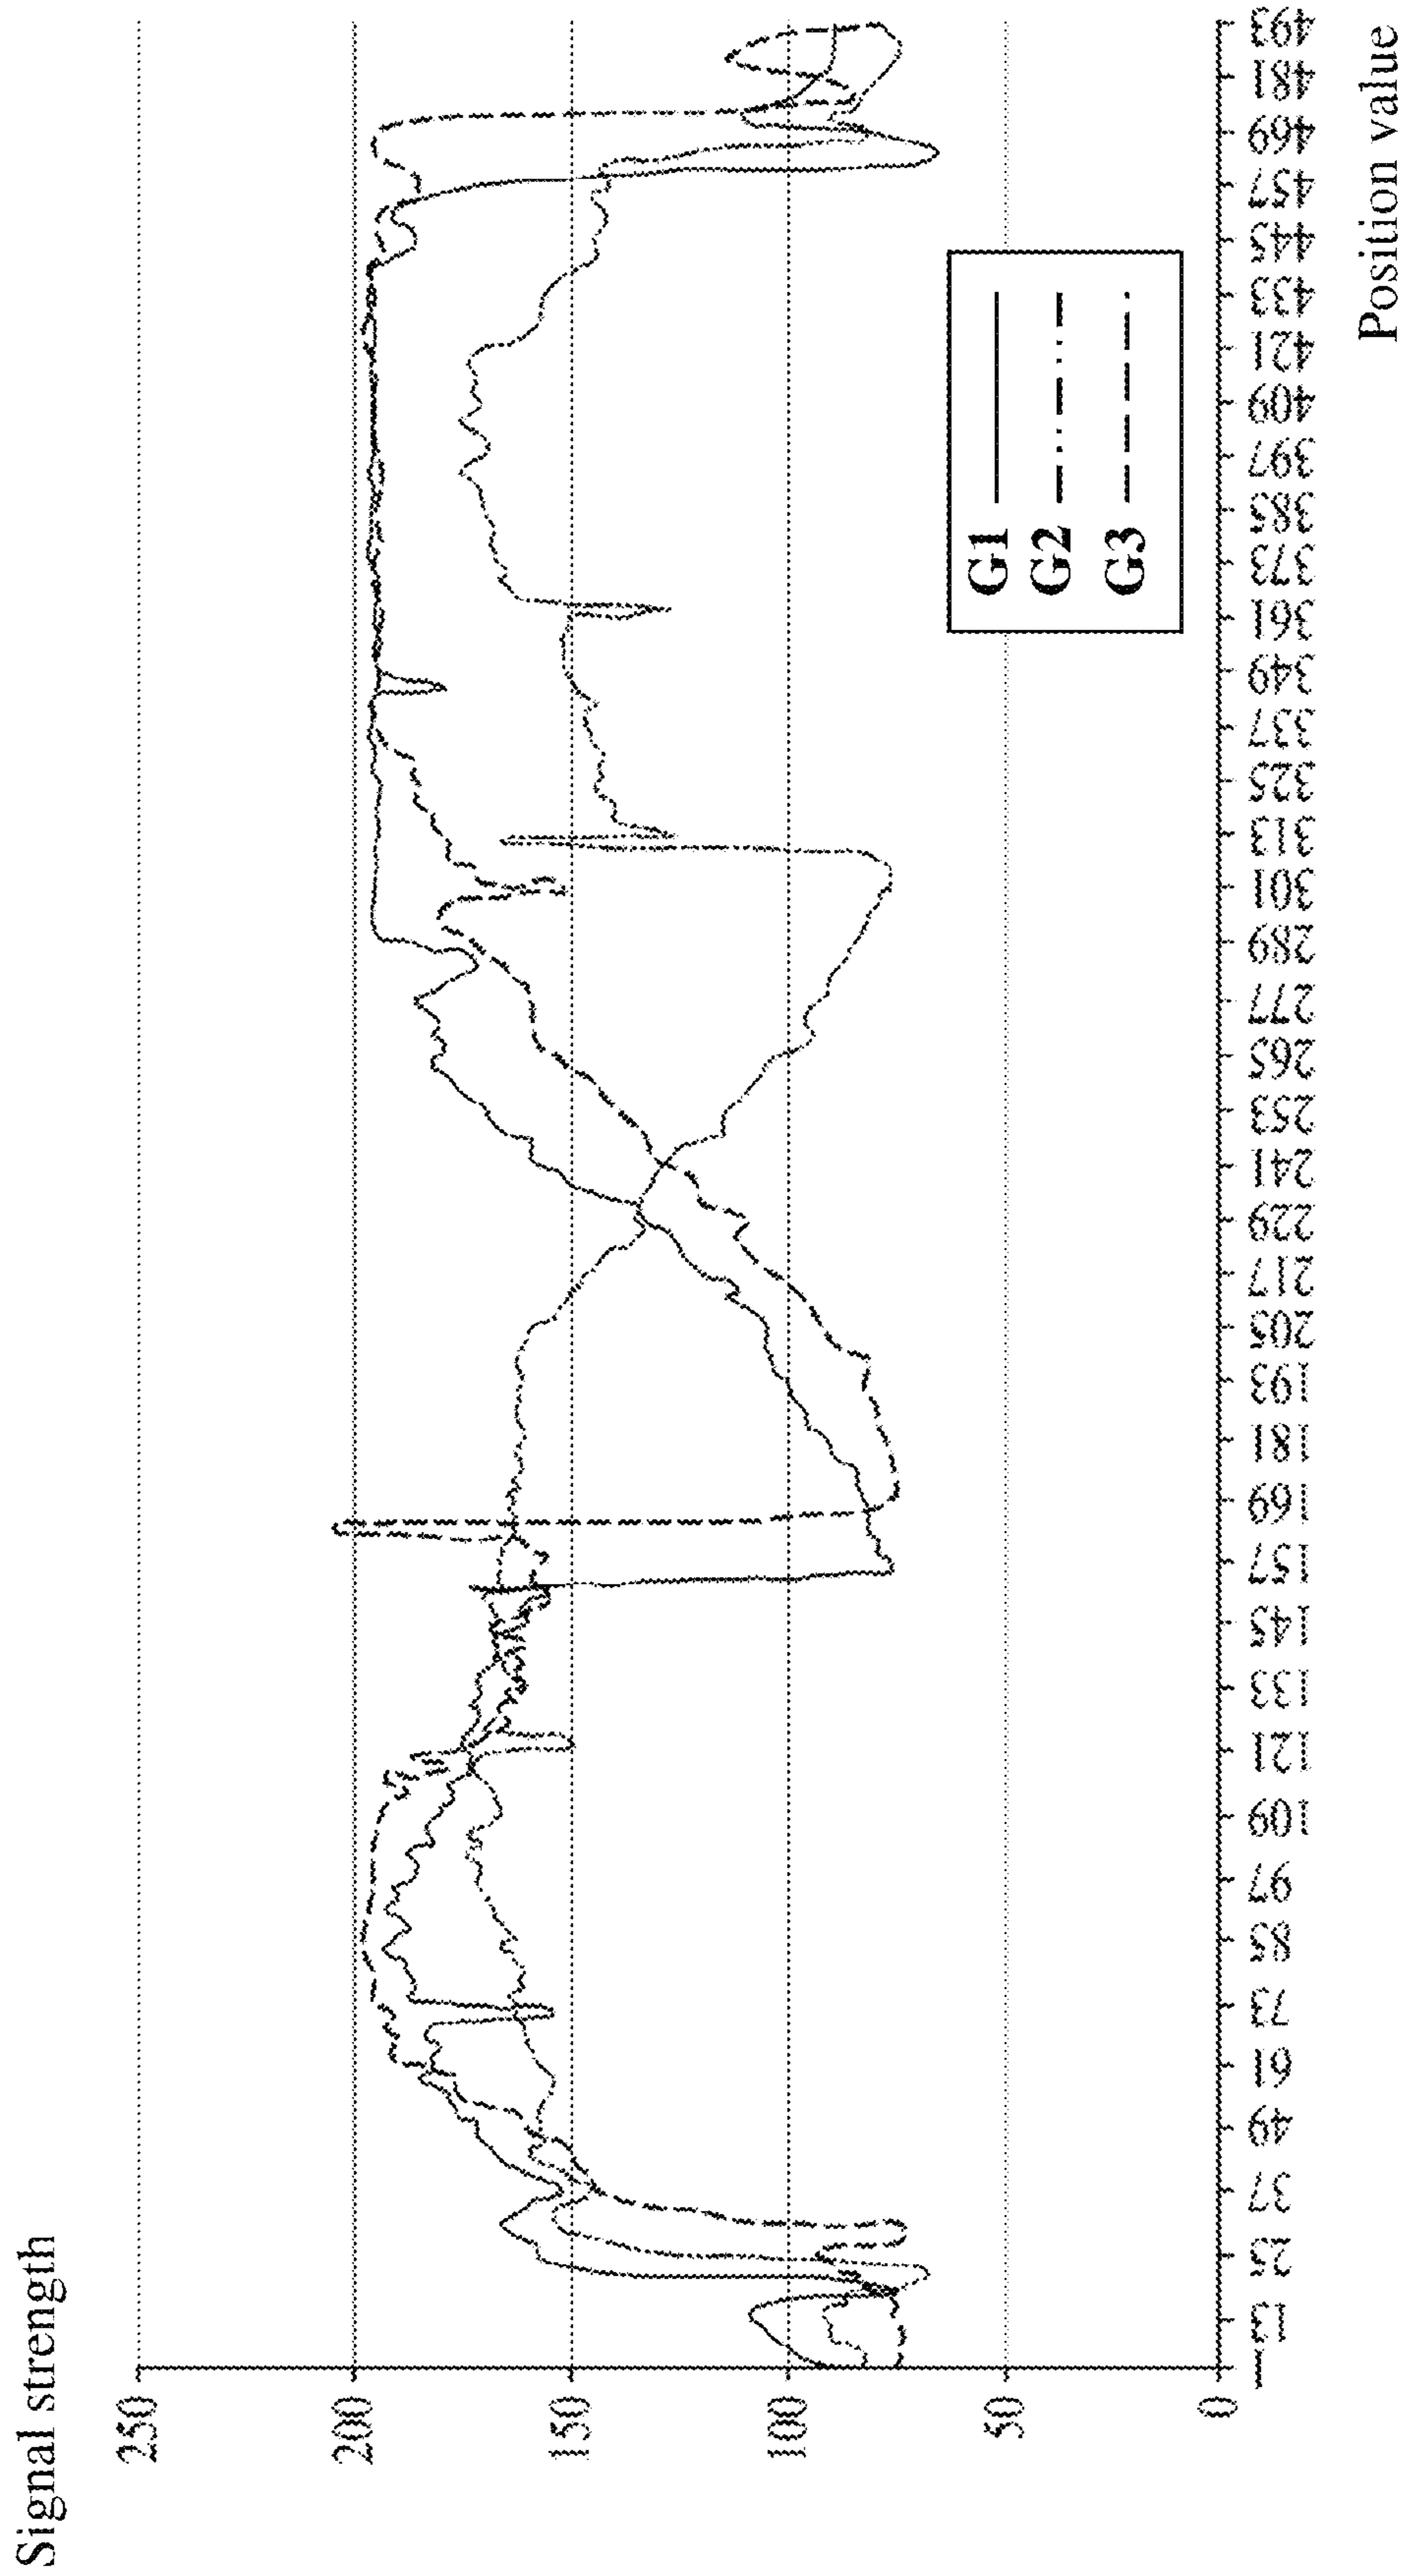 Signal strength
250
200
150
100
50
0
G1
G2
G3
1 13 25 37 49 61 73 85 97 109 121 133 145 157 169 181 193 205 217 229 241 253 265 277 289 301 313 325 337 349 361 373 385 397 409 421 433 445 457 469 481 493
Position value